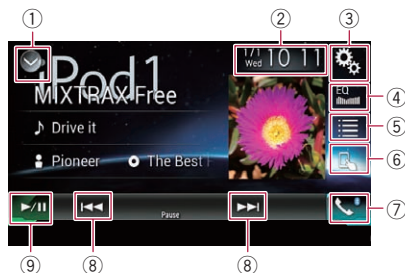 ① ② ③
iPod1
1/1
Wed
10 11
MIXTRAX Free
EQ
④
♪ Drive it
⑤
Pioneer The Best
⑥
Pause
⑦
⑨ ⑧ ⑧